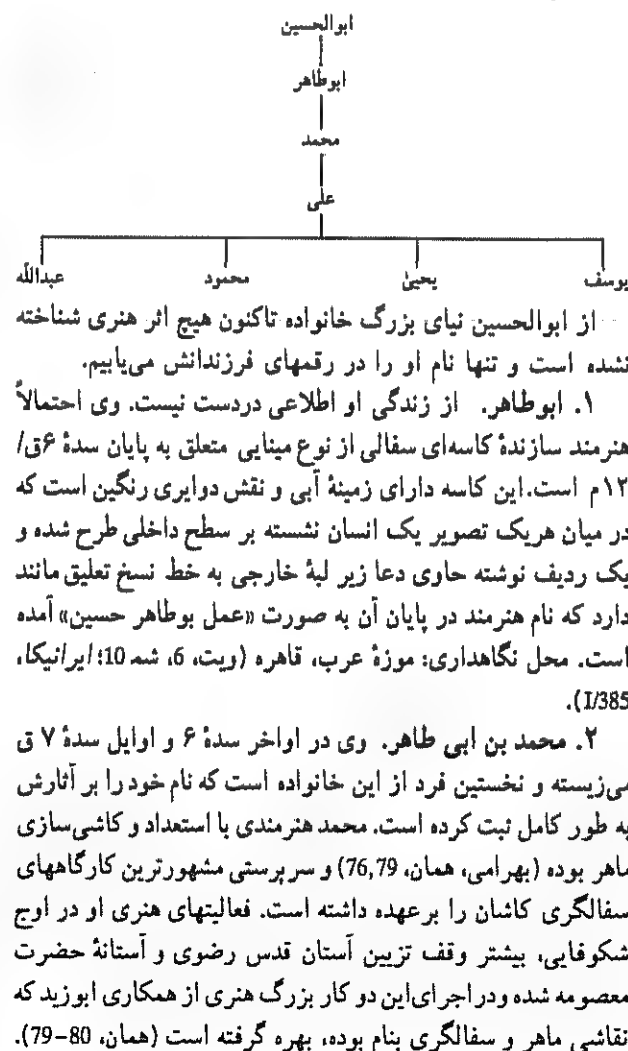 ابوالحسین
ابوطاهر
محمد
علی
یوسف یحییٰ محمود عبداللّه
از ابوالحسین نیای بزرگ خانواده تاکنون هیچ اثر هنری شناخته
نشده است و تنها نام او را در رقمهای فرزندانش می‌یابیم.
۱. ابوطاهر. از زندگی او اطلاعی دردست نیست. وی احتمالاً
هنرمند سازندهٔ کاسه‌ای سفالی از نوع مینایی متعلق به پایان سدهٔ ۶ق/
۱۲م است. این کاسه دارای زمینهٔ آبی و نقش دوایری رنگین است که
در میان هریک تصویر یک انسان نشسته بر سطح داخلی طرح شده و
یک ردیف نوشته حاوی دعا زیر لبهٔ خارجی به خط نسخ تعلیق مانند
دارد که نام هنرمند در پایان آن به صورت «عمل بوطاهر حسین» آمده
است. محل نگاهداری: موزهٔ عرب، قاهره (ویت، 6، شمـ 10؛ ایرانیکا،
I/385).
۲. محمد بن ابی طاهر. وی در اواخر سدهٔ ۶ و اوایل سدهٔ ۷ ق
می‌زیسته و نخستین فرد از این خانواده است که نام خود را بر آثارش
به طور کامل ثبت کرده است. محمد هنرمندی با استعداد و کاشی‌سازی
ماهر بوده (بهرامی، همان، 76,79) و سرپرستی مشهورترین کارگاههای
سفالگری کاشان را برعهده داشته است. فعالیتهای هنری او در اوج
شکوفایی، بیشتر وقف تزیین آستان قدس رضوی و آستانهٔ حضرت
معصومه شده و در اجرای این دو کار بزرگ هنری از همکاری ابوزید که
نقاشی ماهر و سفالگری بنام بوده، بهره گرفته است (همان، 80-79).